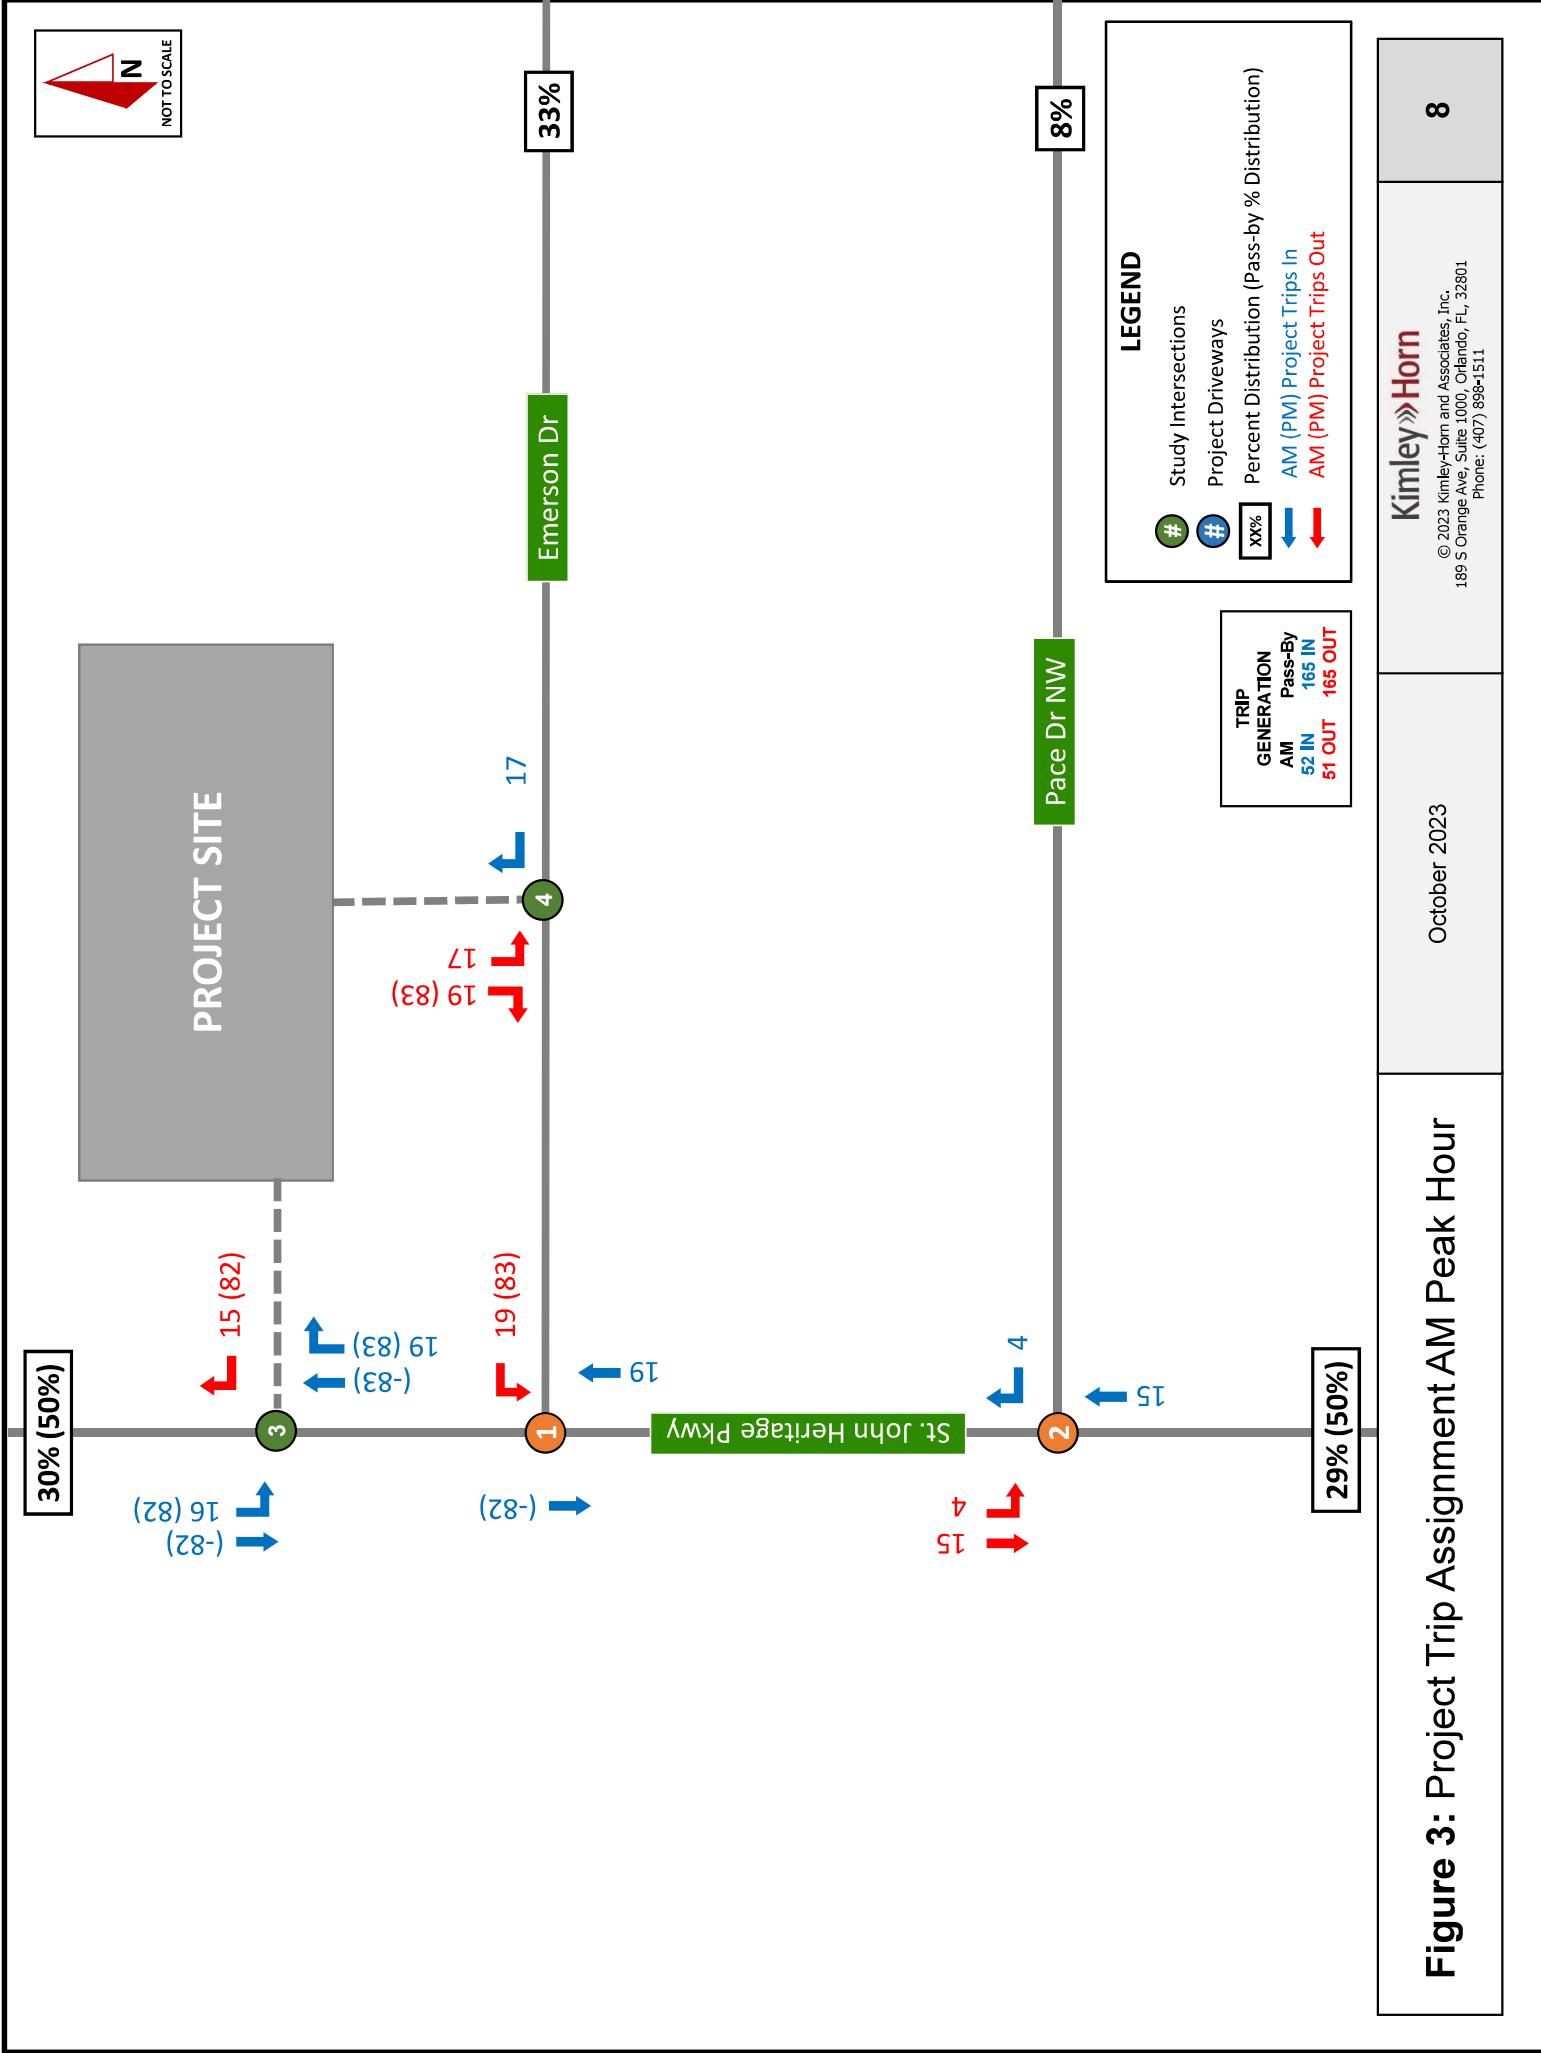 30% (50%)
N
NOT TO SCALE
PROJECT SITE
15 (82)
16 (82)
(-82)
19 (83)
(-83)
3
19 (83)
17
17
4
Emerson Dr
33%
19 (83)
(-82)
1
19
St. John Heritage Pkwy
4
15
4
2
15
Pace Dr NW
8%
29% (50%)
TRIP
GENERATION
AM Pass-By
52 IN 165 IN
51 OUT 165 OUT
LEGEND
# Study Intersections
# Project Driveways
XX% Percent Distribution (Pass-by % Distribution)
AM (PM) Project Trips In
AM (PM) Project Trips Out
Figure 3: Project Trip Assignment AM Peak Hour
October 2023
Kimley»Horn
© 2023 Kimley-Horn and Associates, Inc.
189 S Orange Ave, Suite 1000, Orlando, FL, 32801
Phone: (407) 898-1511
8